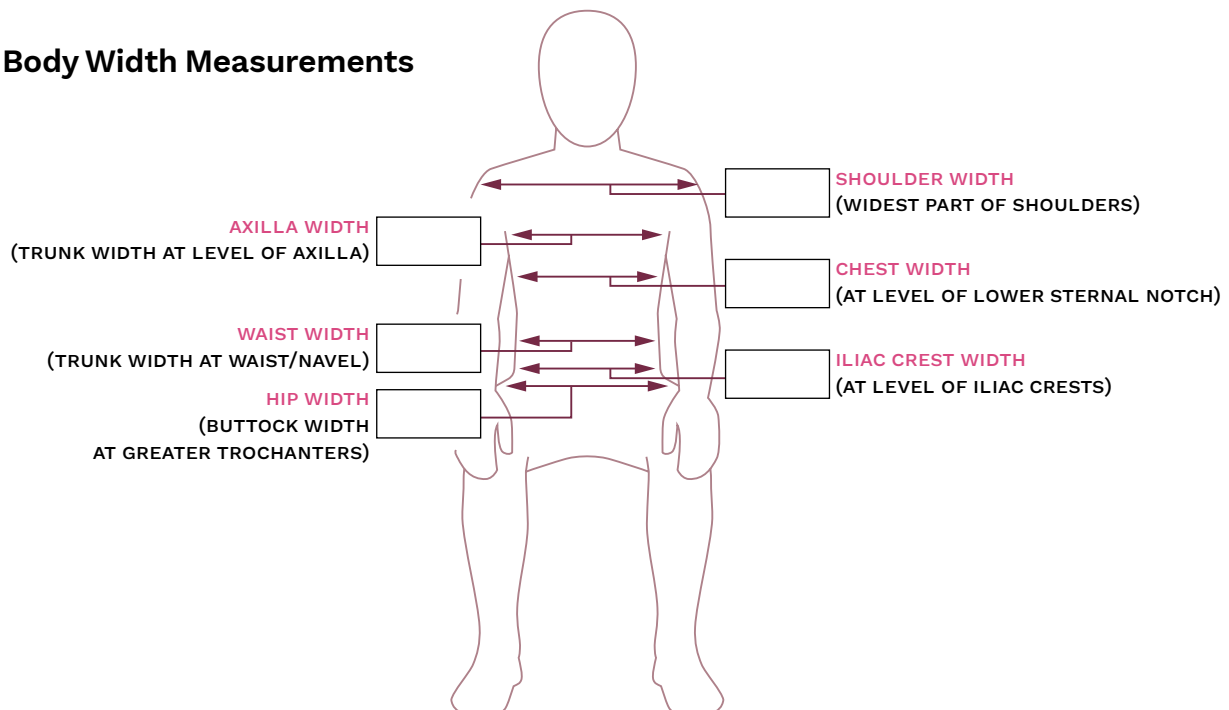 Body Width Measurements
SHOULDER WIDTH
(WIDEST PART OF SHOULDERS)
AXILLA WIDTH
(TRUNK WIDTH AT LEVEL OF AXILLA)
CHEST WIDTH
(AT LEVEL OF LOWER STERNAL NOTCH)
WAIST WIDTH
(TRUNK WIDTH AT WAIST/NAVEL)
ILIAC CREST WIDTH
(AT LEVEL OF ILIAC CRESTS)
HIP WIDTH
(BUTTOCK WIDTH
AT GREATER TROCHANTERS)